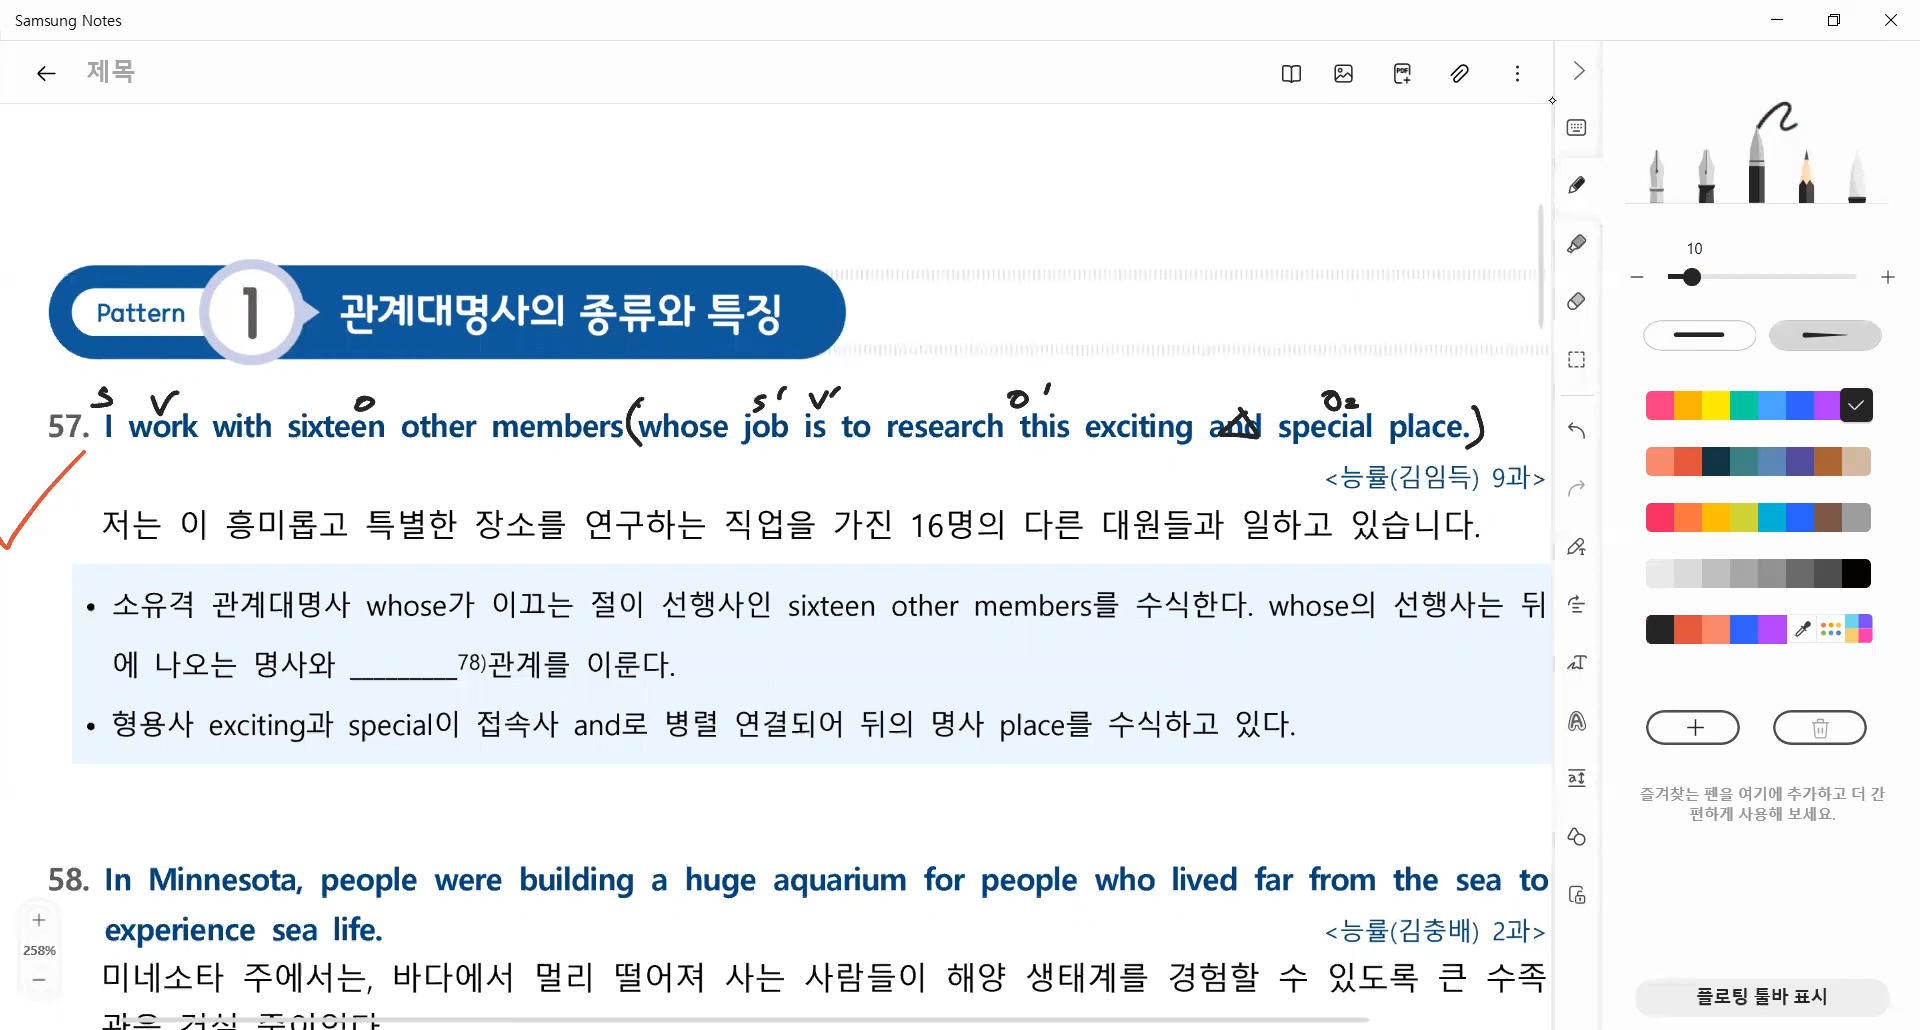 Samsung Notes
제목
Pattern 1 관계대명사의 종류와 특징
s v o s' v' o' o₂
57. I work with sixteen other members(whose job is to research this exciting and special place.)
<능률(김임득) 9과>
저는 이 흥미롭고 특별한 장소를 연구하는 직업을 가진 16명의 다른 대원들과 일하고 있습니다.
• 소유격 관계대명사 whose가 이끄는 절이 선행사인 sixteen other members를 수식한다. whose의 선행사는 뒤
에 나오는 명사와 _________78)관계를 이룬다.
• 형용사 exciting과 special이 접속사 and로 병렬 연결되어 뒤의 명사 place를 수식하고 있다.
58. In Minnesota, people were building a huge aquarium for people who lived far from the sea to
experience sea life.
<능률(김충배) 2과>
미네소타 주에서는, 바다에서 멀리 떨어져 사는 사람들이 해양 생태계를 경험할 수 있도록 큰 수족
258%
PDF
10
즐겨찾는 펜을 여기에 추가하고 더 간
편하게 사용해 보세요.
플로팅 툴바 표시